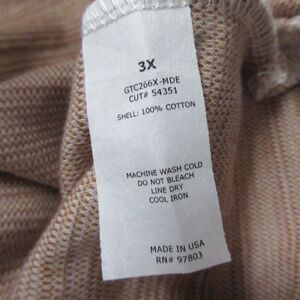 3X
GTC266X-MDE
CUT# 54351
SHELL: 100% COTTON
MACHINE WASH COLD
DO NOT BLEACH
LINE DRY
COOL IRON
MADE IN USA
RN# 97803